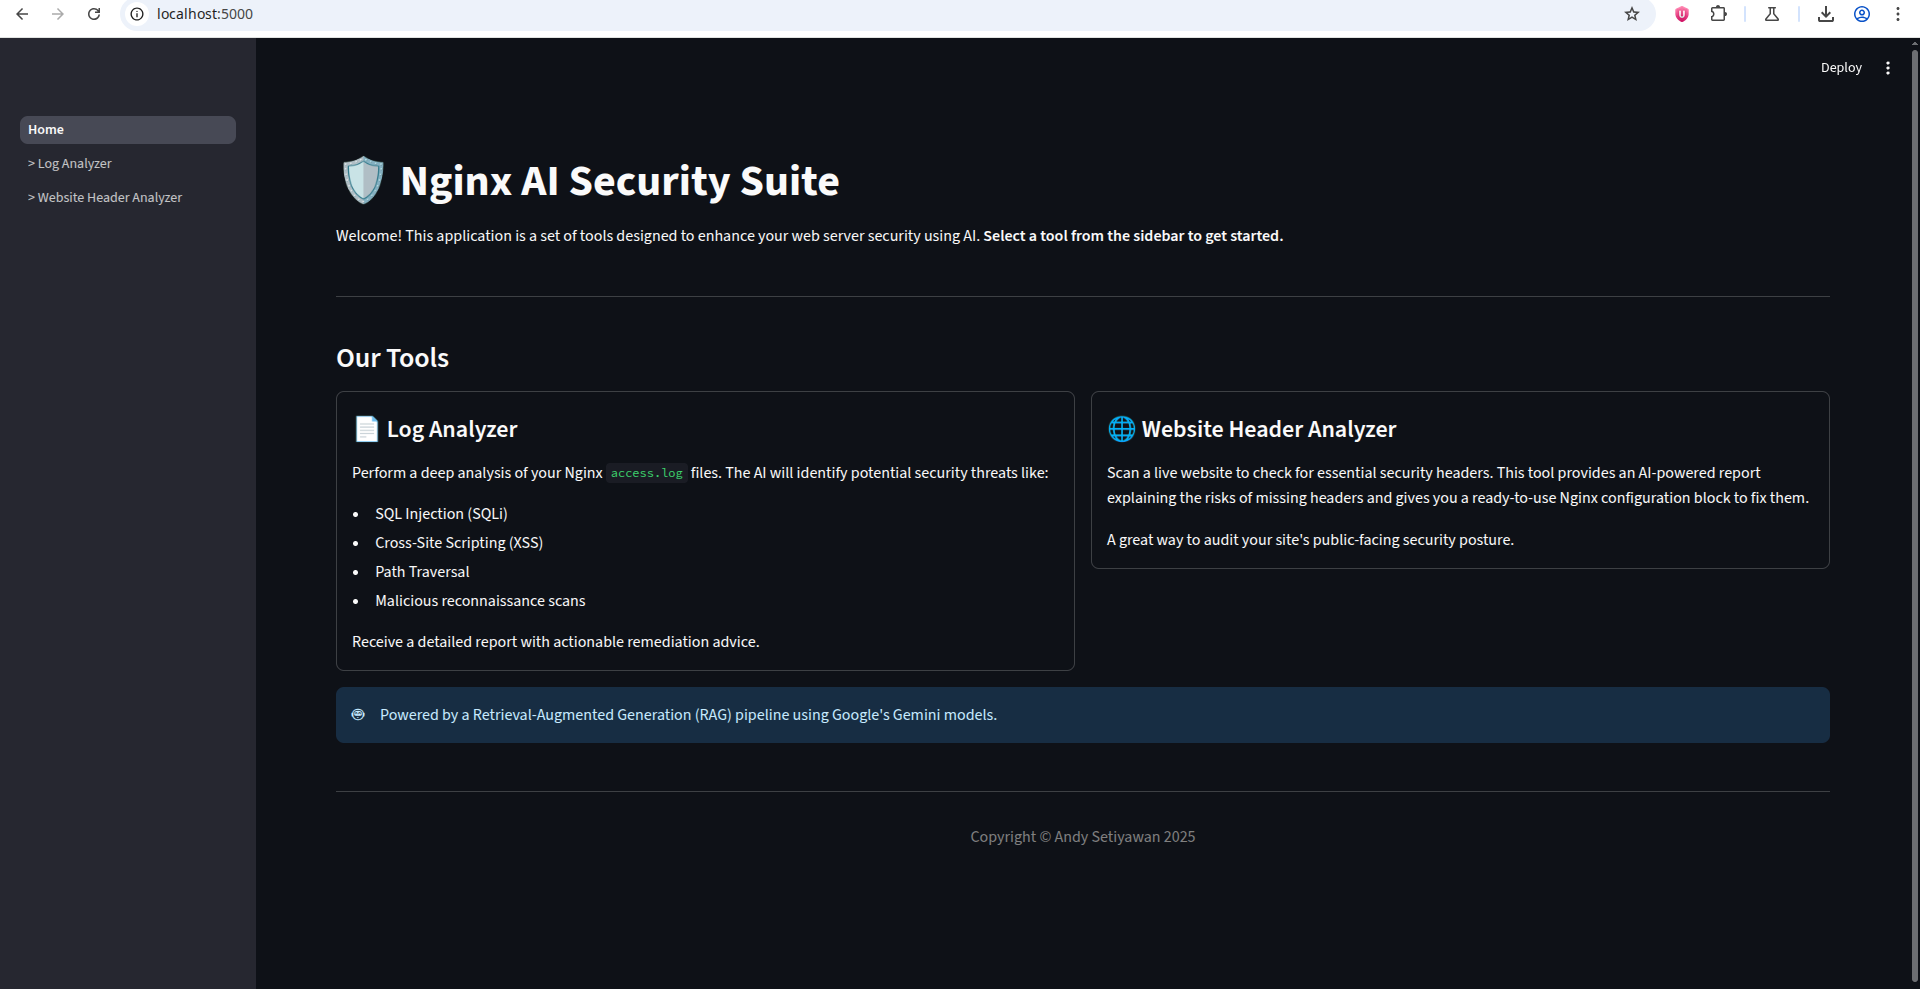 localhost:5000
Deploy
Home
> Log Analyzer
> Website Header Analyzer
Nginx AI Security Suite
Welcome! This application is a set of tools designed to enhance your web server security using AI. Select a tool from the sidebar to get started.
Our Tools
Log Analyzer
Perform a deep analysis of your Nginx access.log files. The AI will identify potential security threats like:
• SQL Injection (SQLi)
• Cross-Site Scripting (XSS)
• Path Traversal
• Malicious reconnaissance scans
Receive a detailed report with actionable remediation advice.
Website Header Analyzer
Scan a live website to check for essential security headers. This tool provides an AI-powered report
explaining the risks of missing headers and gives you a ready-to-use Nginx configuration block to fix them.
A great way to audit your site's public-facing security posture.
Powered by a Retrieval-Augmented Generation (RAG) pipeline using Google's Gemini models.
Copyright © Andy Setiyawan 2025